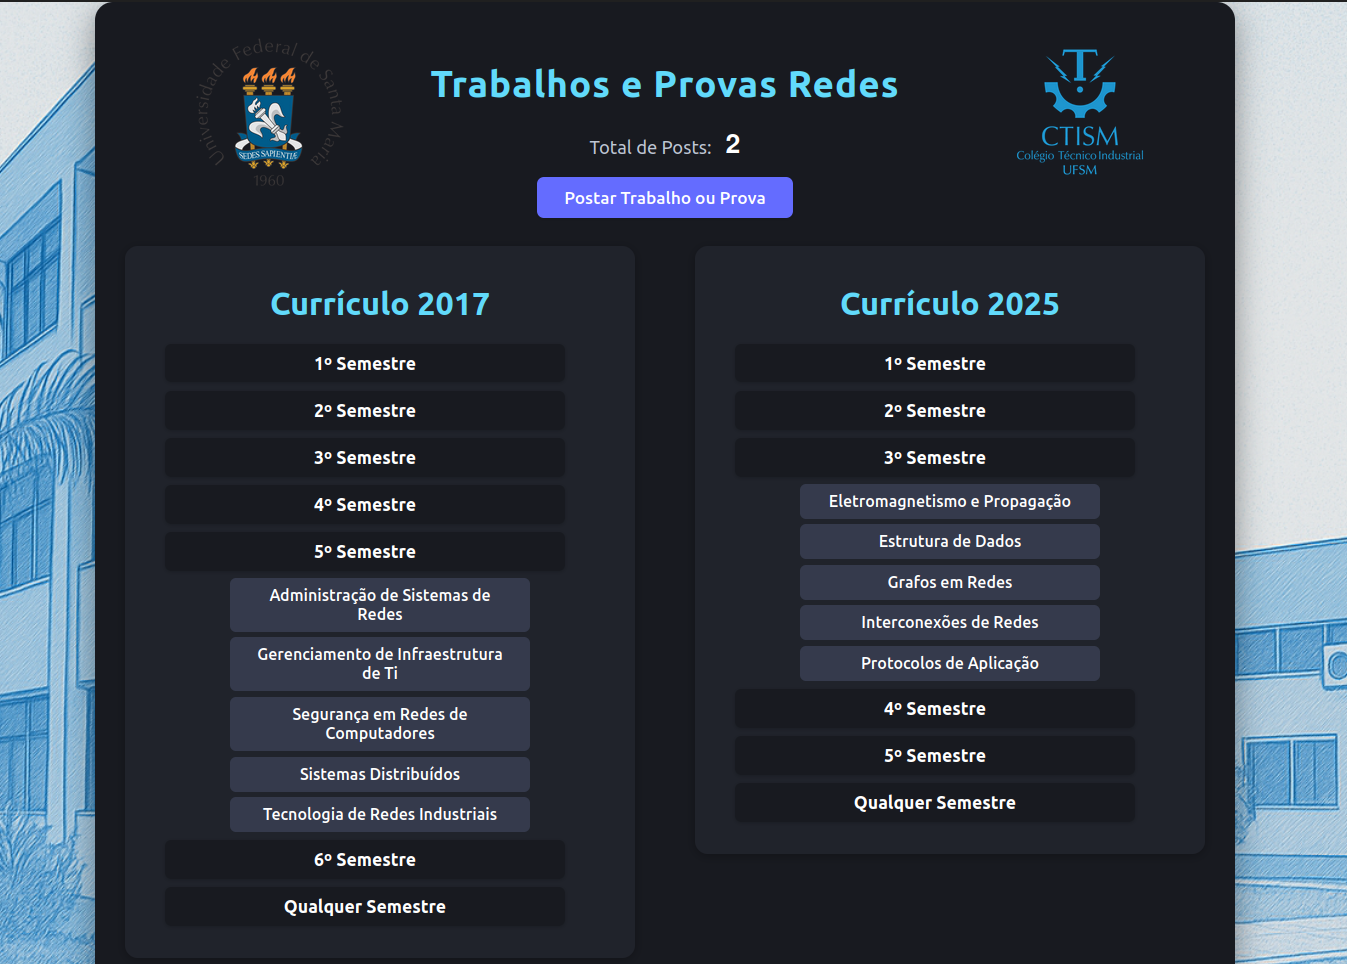 Universidade Federal de Santa Maria
SEDES SAPIENTIÆ
1960
Trabalhos e Provas Redes
Total de Posts: 2
Postar Trabalho ou Prova
CTISM
Colégio Técnico Industrial
UFSM
Currículo 2017
1º Semestre
2º Semestre
3º Semestre
4º Semestre
5º Semestre
Administração de Sistemas de
Redes
Gerenciamento de Infraestrutura
de Ti
Segurança em Redes de
Computadores
Sistemas Distribuídos
Tecnologia de Redes Industriais
6º Semestre
Qualquer Semestre
Currículo 2025
1º Semestre
2º Semestre
3º Semestre
Eletromagnetismo e Propagação
Estrutura de Dados
Grafos em Redes
Interconexões de Redes
Protocolos de Aplicação
4º Semestre
5º Semestre
Qualquer Semestre